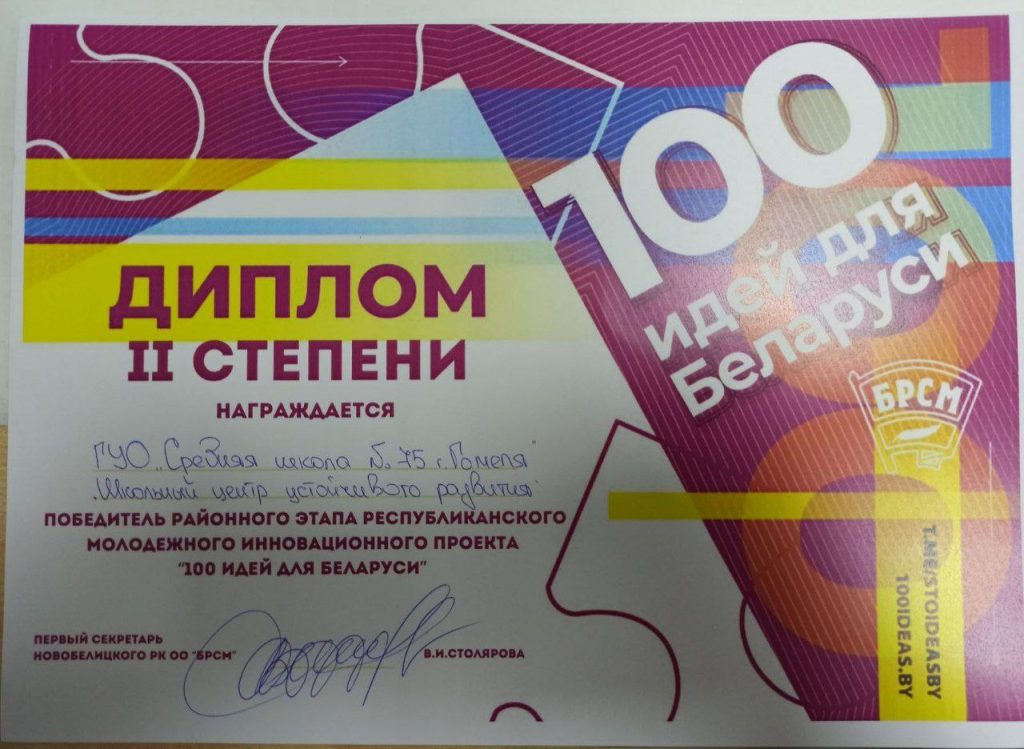 100
идей для
Беларуси
ДИПЛОМ
II СТЕПЕНИ
НАГРАЖДАЕТСЯ
ГУО „Средняя школа №75 г.Гомеля"
„Школьный центр устойчивого развития"
ПОБЕДИТЕЛЬ РАЙОННОГО ЭТАПА РЕСПУБЛИКАНСКОГО
МОЛОДЕЖНОГО ИННОВАЦИОННОГО ПРОЕКТА
"100 ИДЕЙ ДЛЯ БЕЛАРУСИ"
ПЕРВЫЙ СЕКРЕТАРЬ
НОВОБЕЛИЦКОГО РК ОО "БРСМ"
В.И.СТОЛЯРОВА
БРСМ
T.ME/STOIDEASBY
100IDEAS.BY